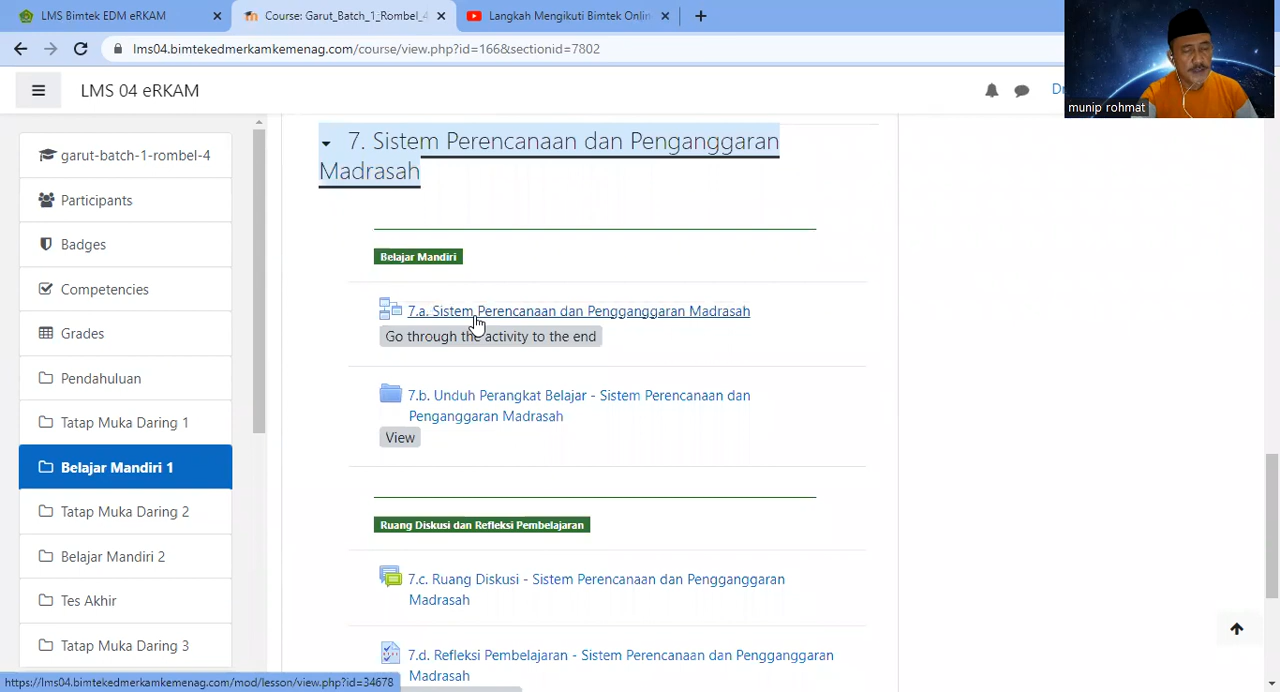 LMS Bimtek EDM eRKAM
Course: Garut_Batch_1_Rombel_4
Langkah Mengikuti Bimtek Onlin
lms04.bimtekedmerkamkemenag.com/course/view.php?id=166&sectionid=7802
LMS 04 eRKAM
munip rohmat
garut-batch-1-rombel-4
Participants
Badges
Competencies
Grades
Pendahuluan
Tatap Muka Daring 1
Belajar Mandiri 1
Tatap Muka Daring 2
Belajar Mandiri 2
Tes Akhir
Tatap Muka Daring 3
7. Sistem Perencanaan dan Penganggaran
Madrasah
Belajar Mandiri
7.a. Sistem Perencanaan dan Pengganggaran Madrasah
Go through the activity to the end
7.b. Unduh Perangkat Belajar - Sistem Perencanaan dan
Penganggaran Madrasah
View
Ruang Diskusi dan Refleksi Pembelajaran
7.c. Ruang Diskusi - Sistem Perencanaan dan Pengganggaran
Madrasah
7.d. Refleksi Pembelajaran - Sistem Perencanaan dan Pengganggaran
Madrasah
https://lms04.bimtekedmerkamkemenag.com/mod/lesson/view.php?id=34678